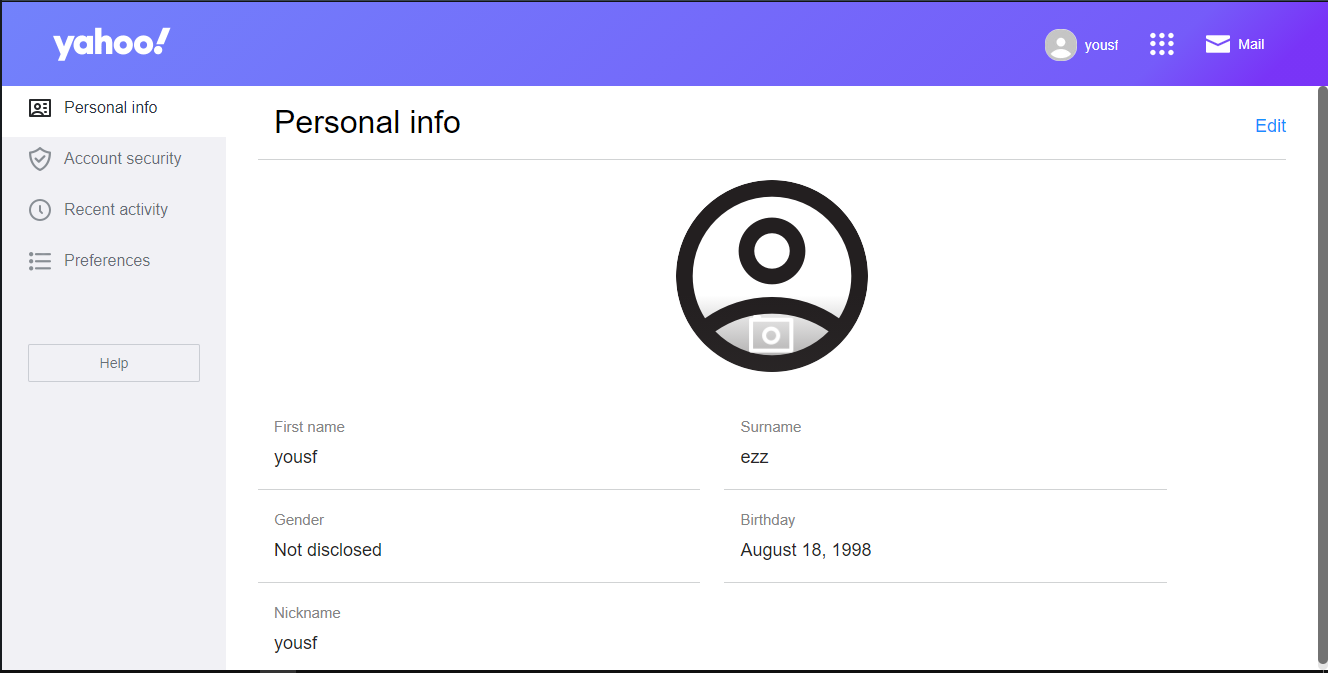 yahoo!
yousf
Mail
Personal info
Account security
Recent activity
Preferences
Help
Personal info
Edit
First name
yousf
Surname
ezz
Gender
Not disclosed
Birthday
August 18, 1998
Nickname
yousf